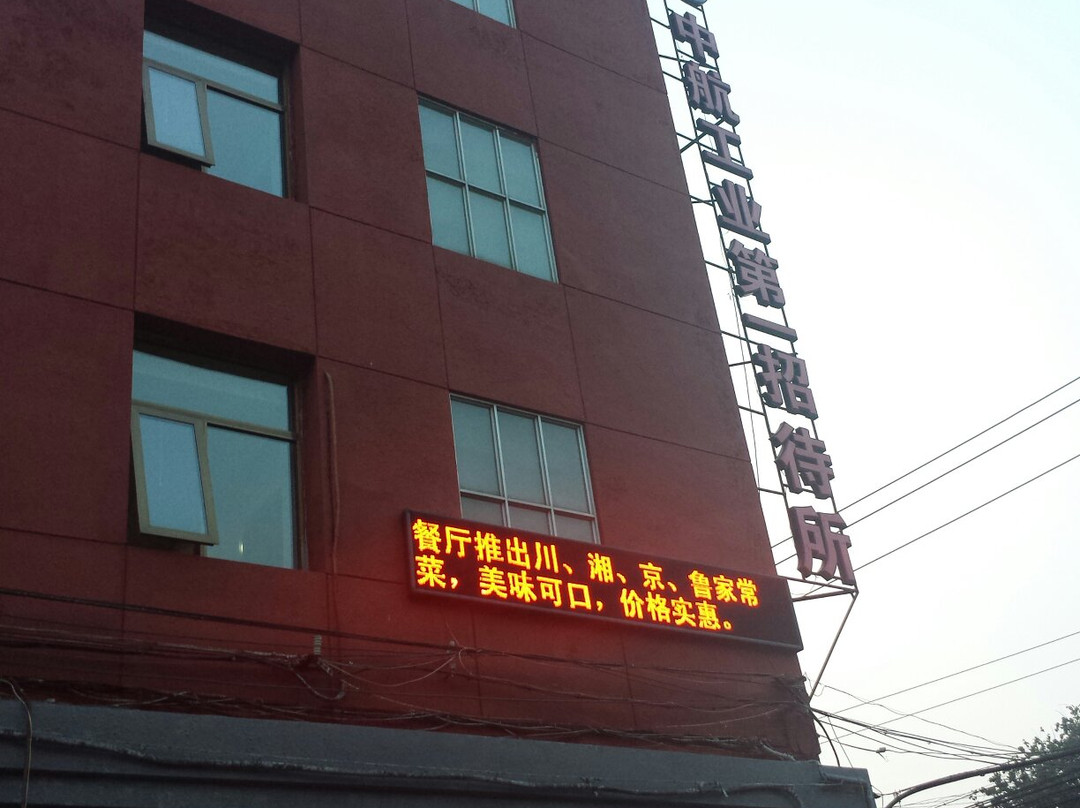 中航工业第一招待所
餐厅推出川、湘、京、鲁家常
菜，美味可口，价格实惠。